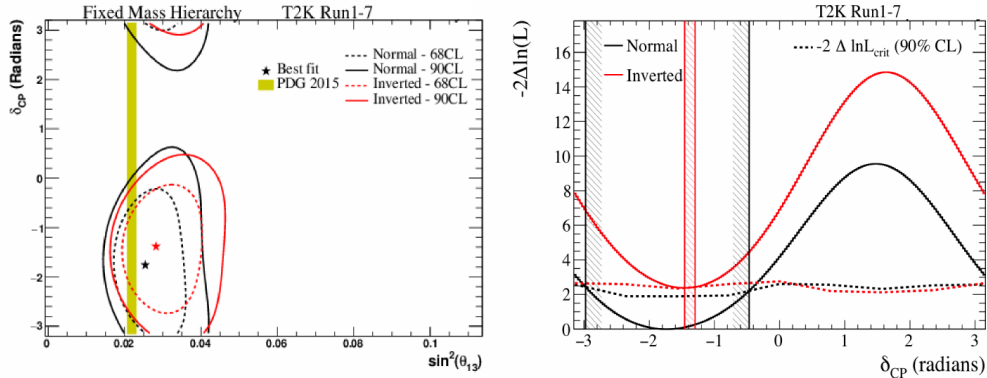 Fixed Mass Hierarchy T2K Run1-7
δCP (Radians)
3
2
1
0
-1
-2
-3
★ Best fit
PDG 2015
Normal - 68CL
Normal - 90CL
Inverted - 68CL
Inverted - 90CL
0 0.02 0.04 0.06 0.08 0.1
sin²(θ₁₃)
T2K Run1-7
-2Δln(L)
16
14
12
10
8
6
4
2
0
Normal
Inverted
-2 Δ lnLcrit (90% CL)
−3 −2 −1 0 1 2 3
δCP (radians)